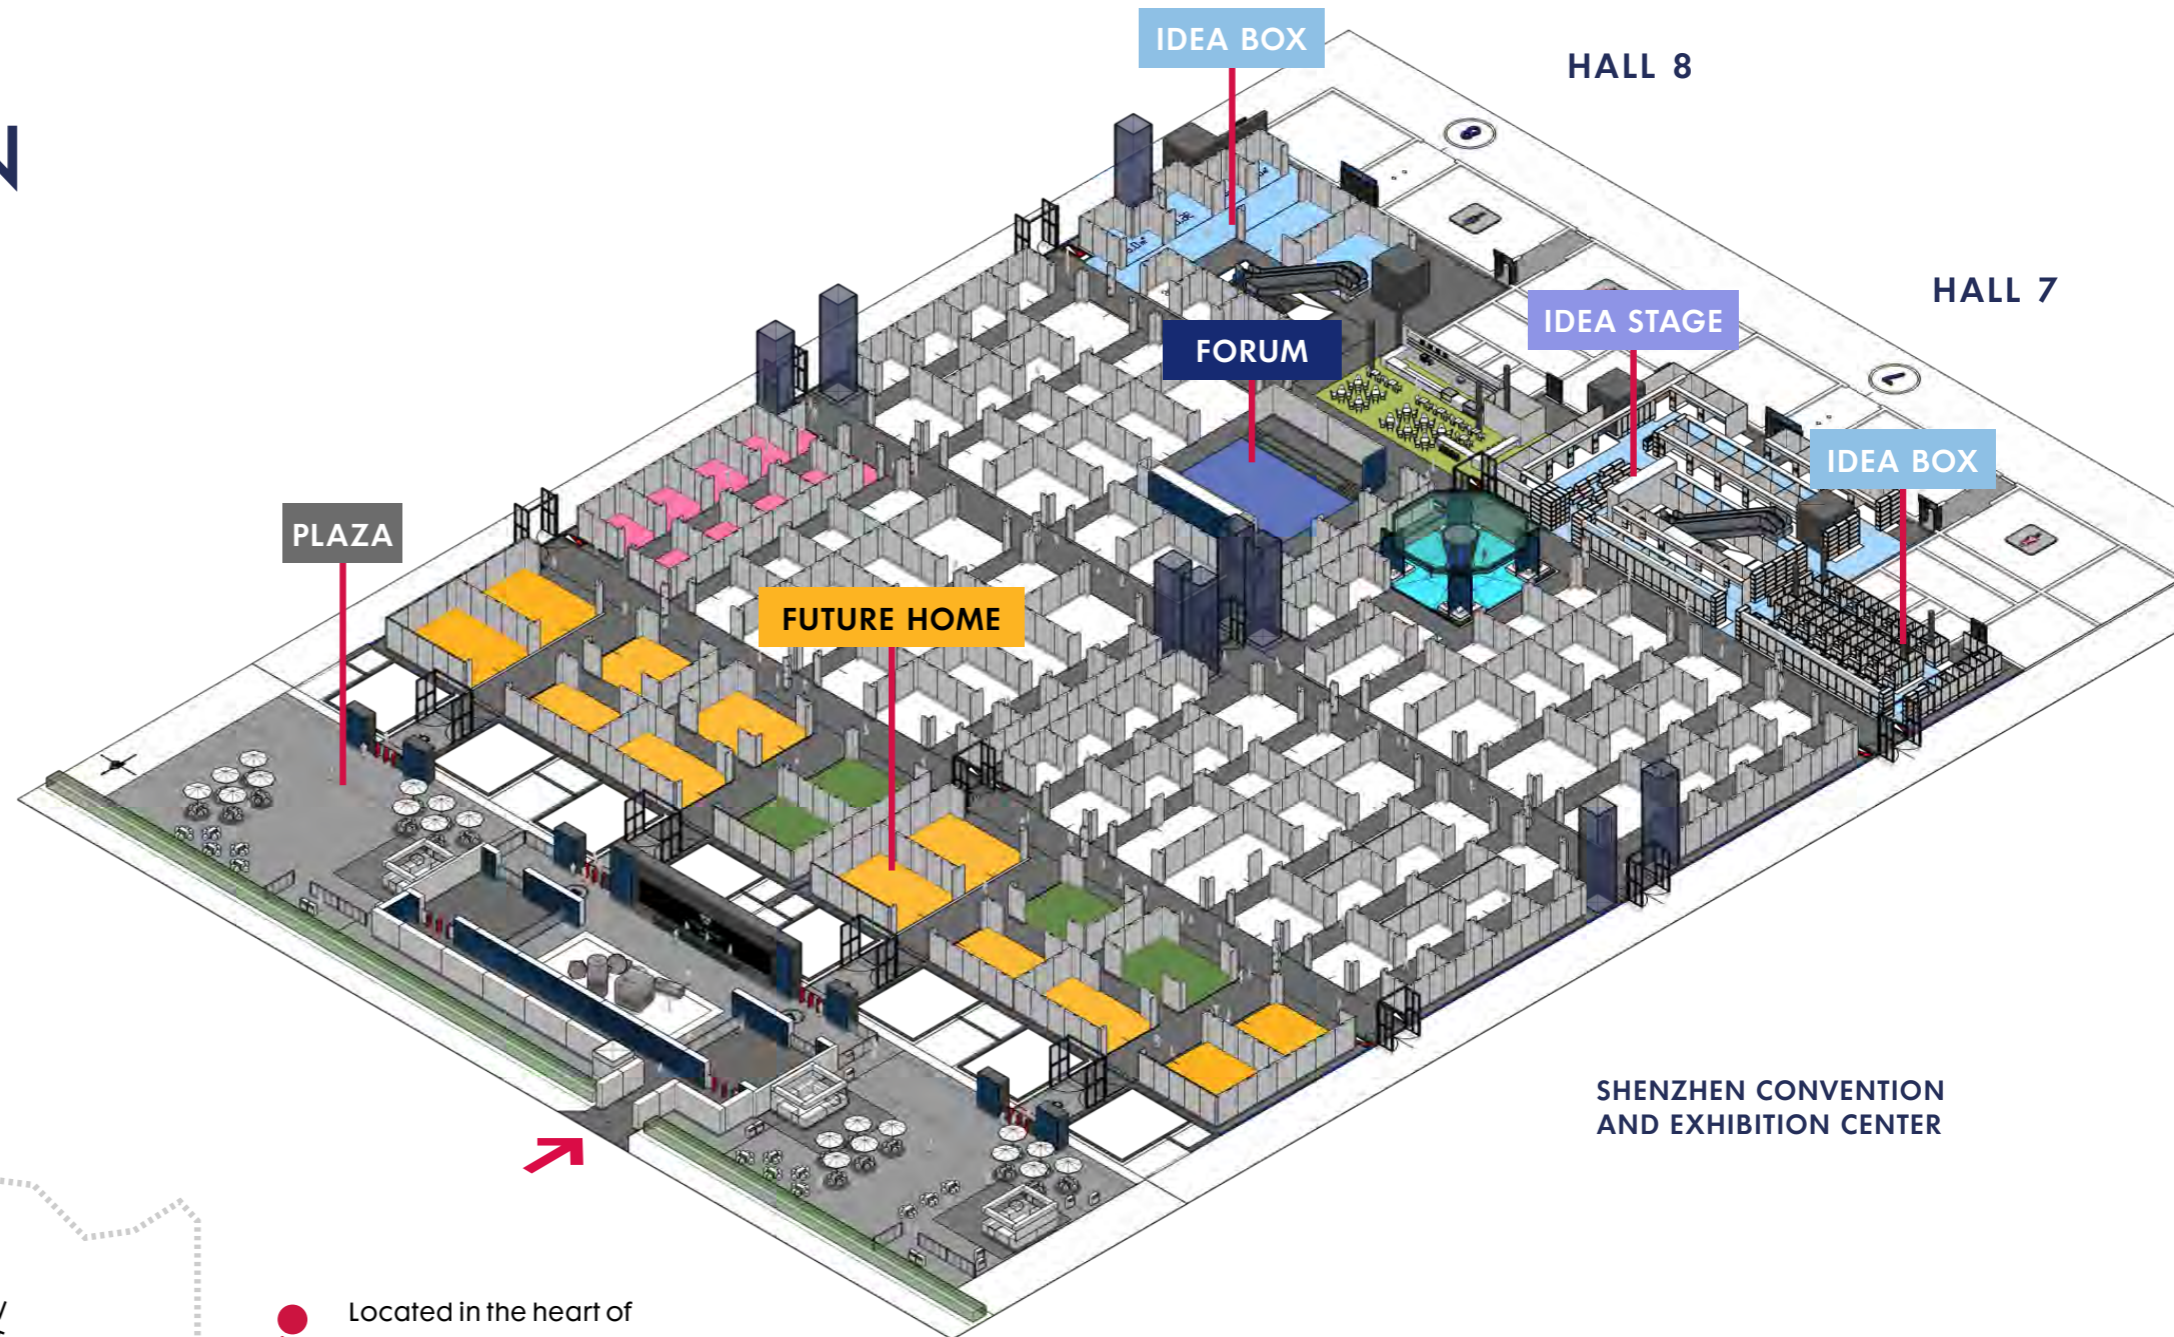 IDEA BOX
HALL 8
HALL 7
IDEA STAGE
FORUM
IDEA BOX
PLAZA
FUTURE HOME
SHENZHEN CONVENTION
AND EXHIBITION CENTER
Located in the heart of